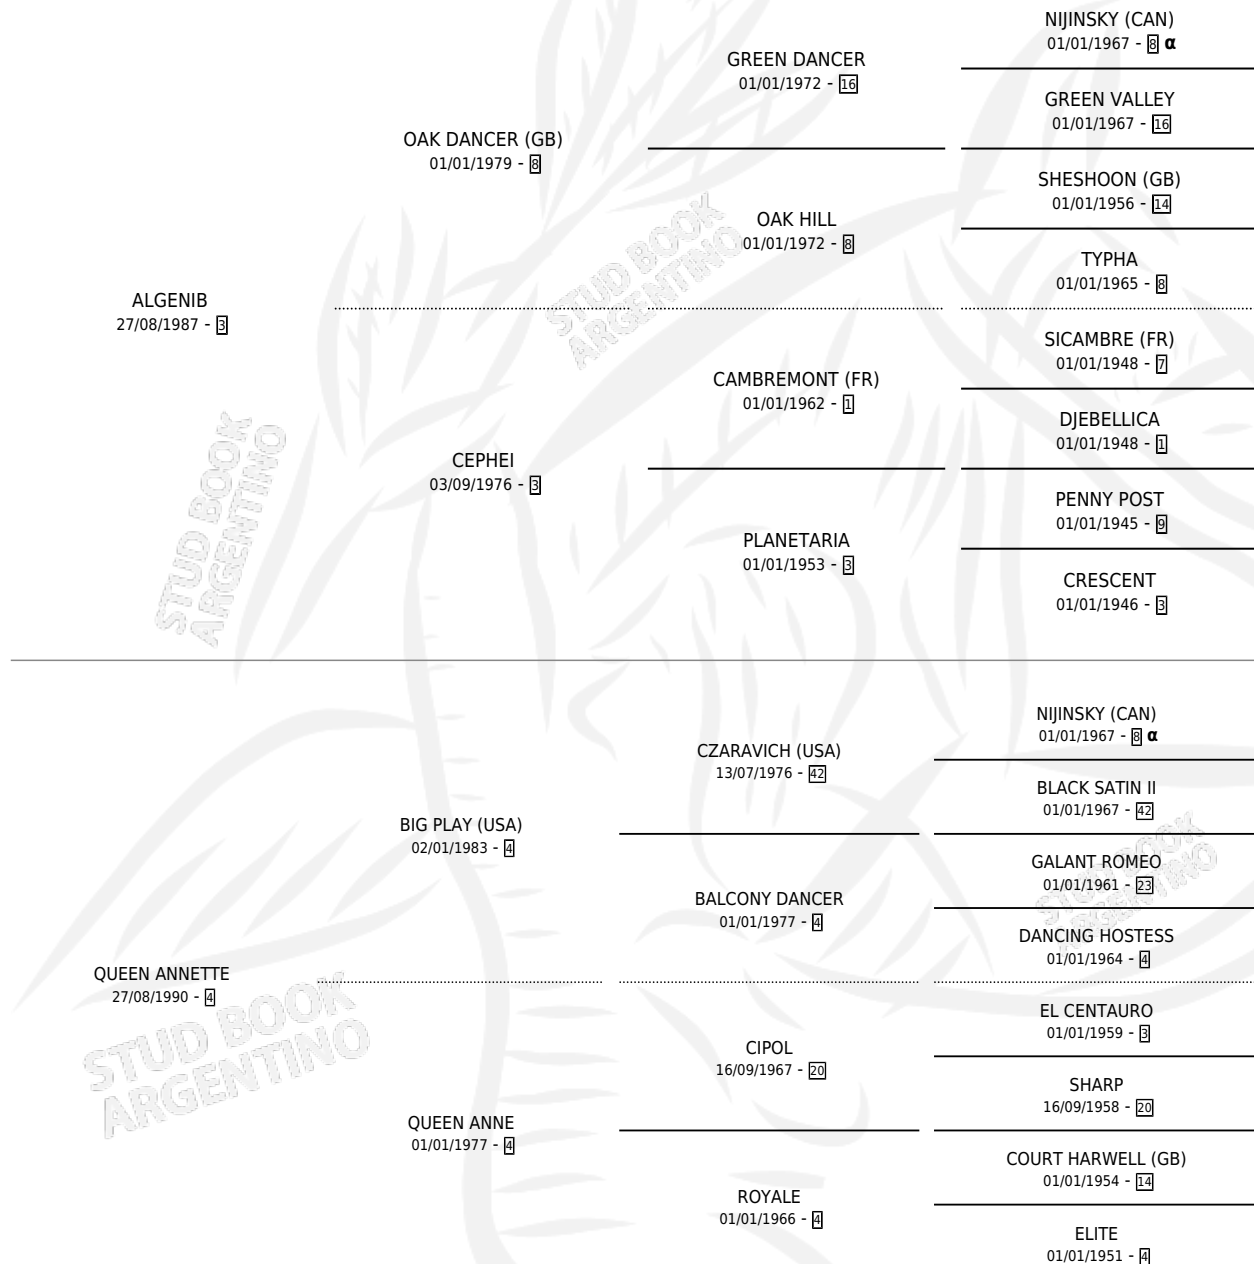 NIJINSKY (CAN)
01/01/1967 - 8 α
GREEN DANCER
01/01/1972 - 16
GREEN VALLEY
01/01/1967 - 16
OAK DANCER (GB)
01/01/1979 - 8
SHESHOON (GB)
01/01/1956 - 14
OAK HILL
01/01/1972 - 8
TYPHA
01/01/1965 - 8
STUD BOOK
ARGENTINO
ALGENIB
27/08/1987 - 3
SICAMBRE (FR)
01/01/1948 - 7
CAMBREMONT (FR)
01/01/1962 - 1
DJEBELLICA
01/01/1948 - 1
CEPHEI
03/09/1976 - 3
PENNY POST
01/01/1945 - 9
PLANETARIA
01/01/1953 - 3
CRESCENT
01/01/1946 - 3
STUD BOOK
ARGENTINO
NIJINSKY (CAN)
01/01/1967 - 8 α
CZARAVICH (USA)
13/07/1976 - 42
BLACK SATIN II
01/01/1967 - 42
BIG PLAY (USA)
02/01/1983 - 4
GALANT ROMEO
01/01/1961 - 23
BALCONY DANCER
01/01/1977 - 4
DANCING HOSTESS
01/01/1964 - 4
STUD BOOK
ARGENTINO
QUEEN ANNETTE
27/08/1990 - 4
EL CENTAURO
01/01/1959 - 3
CIPOL
16/09/1967 - 20
SHARP
16/09/1958 - 20
STUD BOOK
ARGENTINO
QUEEN ANNE
01/01/1977 - 4
COURT HARWELL (GB)
01/01/1954 - 14
ROYALE
01/01/1966 - 4
ELITE
01/01/1951 - 4